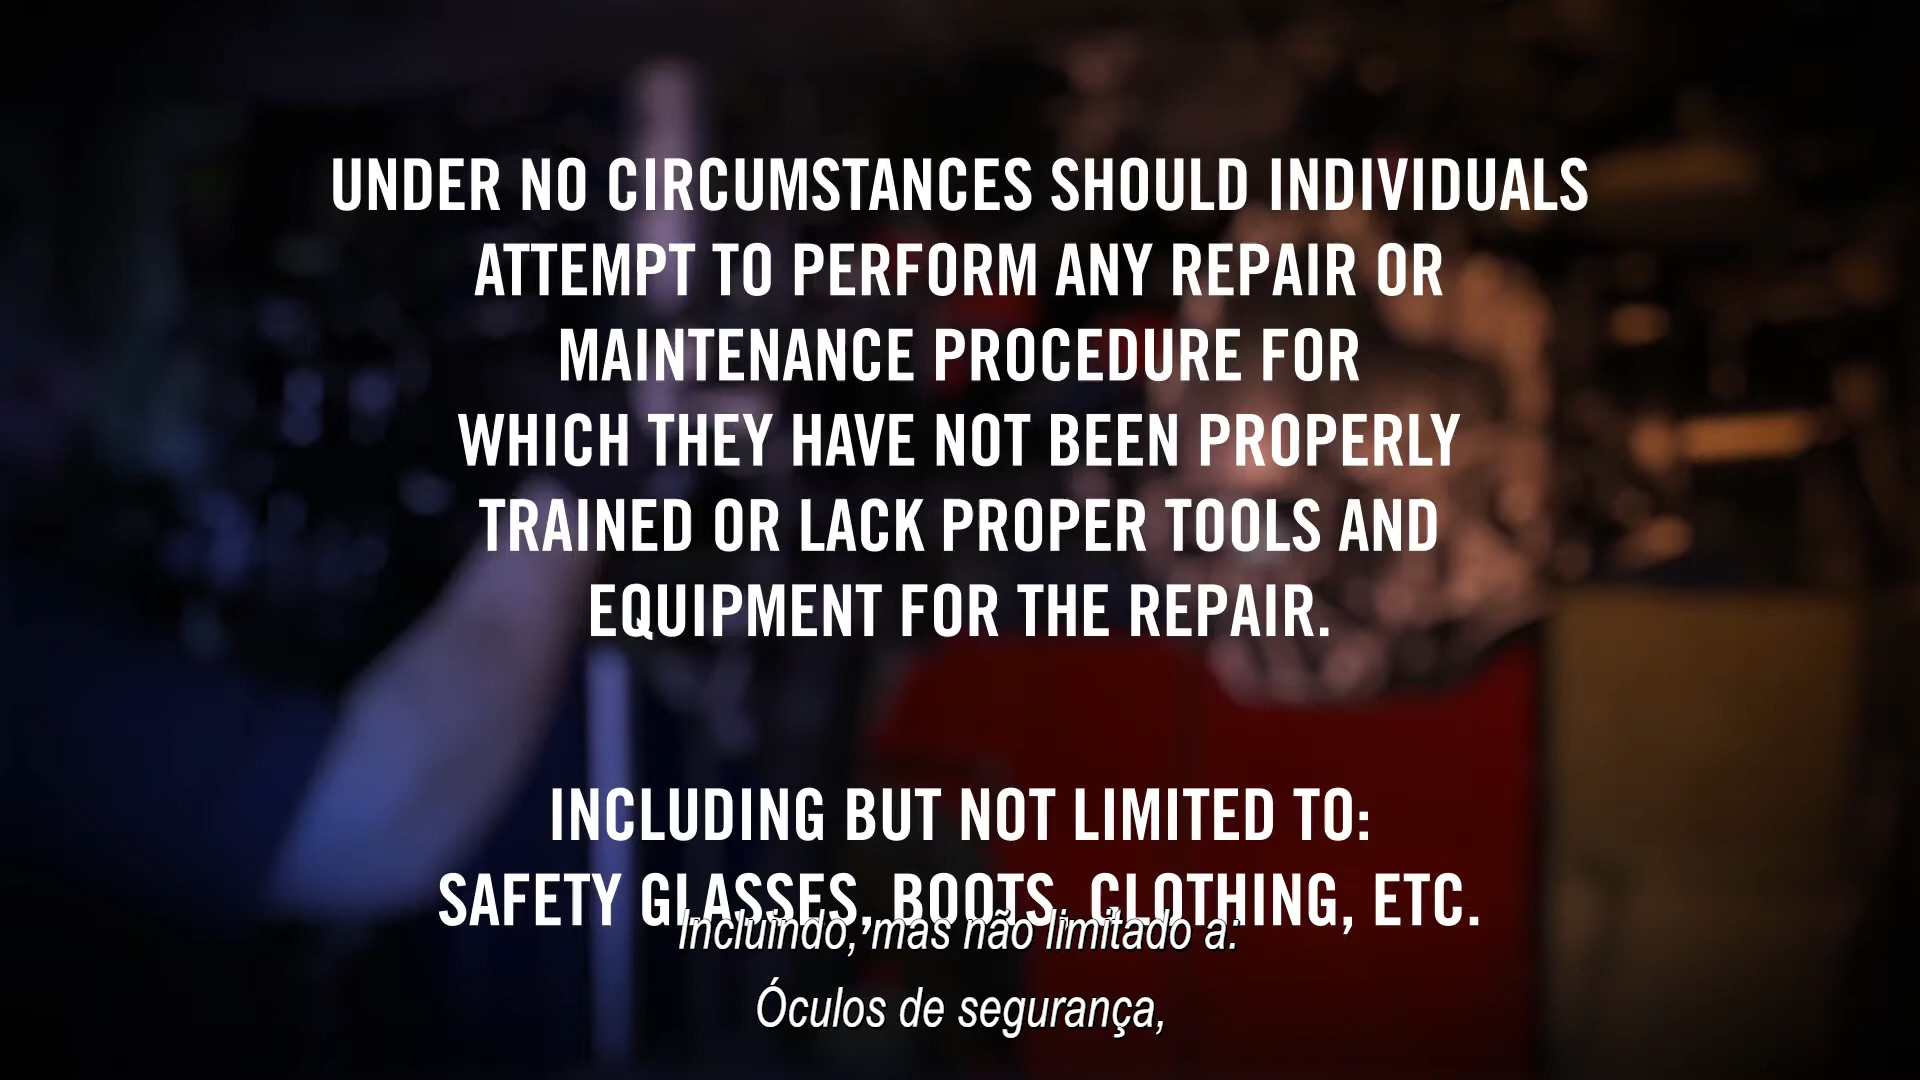 UNDER NO CIRCUMSTANCES SHOULD INDIVIDUALS
ATTEMPT TO PERFORM ANY REPAIR OR
MAINTENANCE PROCEDURE FOR
WHICH THEY HAVE NOT BEEN PROPERLY
TRAINED OR LACK PROPER TOOLS AND
EQUIPMENT FOR THE REPAIR.
INCLUDING BUT NOT LIMITED TO:
SAFETY GLASSES, BOOTS, CLOTHING, ETC.
Incluindo, mas não limitado a:
Óculos de segurança,